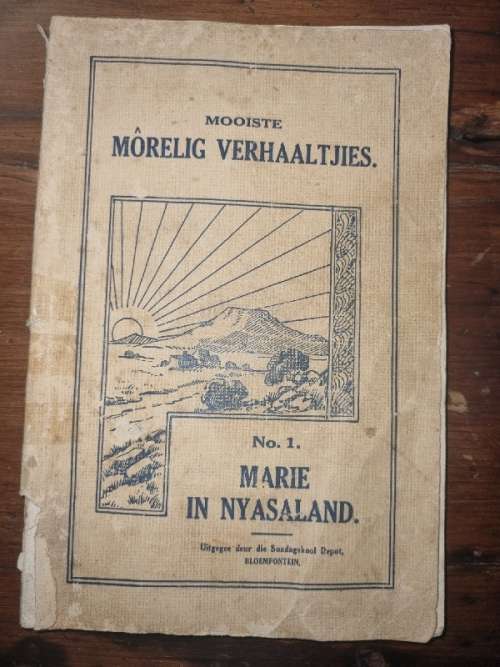 MOOISTE
MÔRELIG VERHAALTJIES.
No. 1.
MARIE
IN NYASALAND.
Uitgegee deur die Sondagskool Depot,
BLOEMFONTEIN.